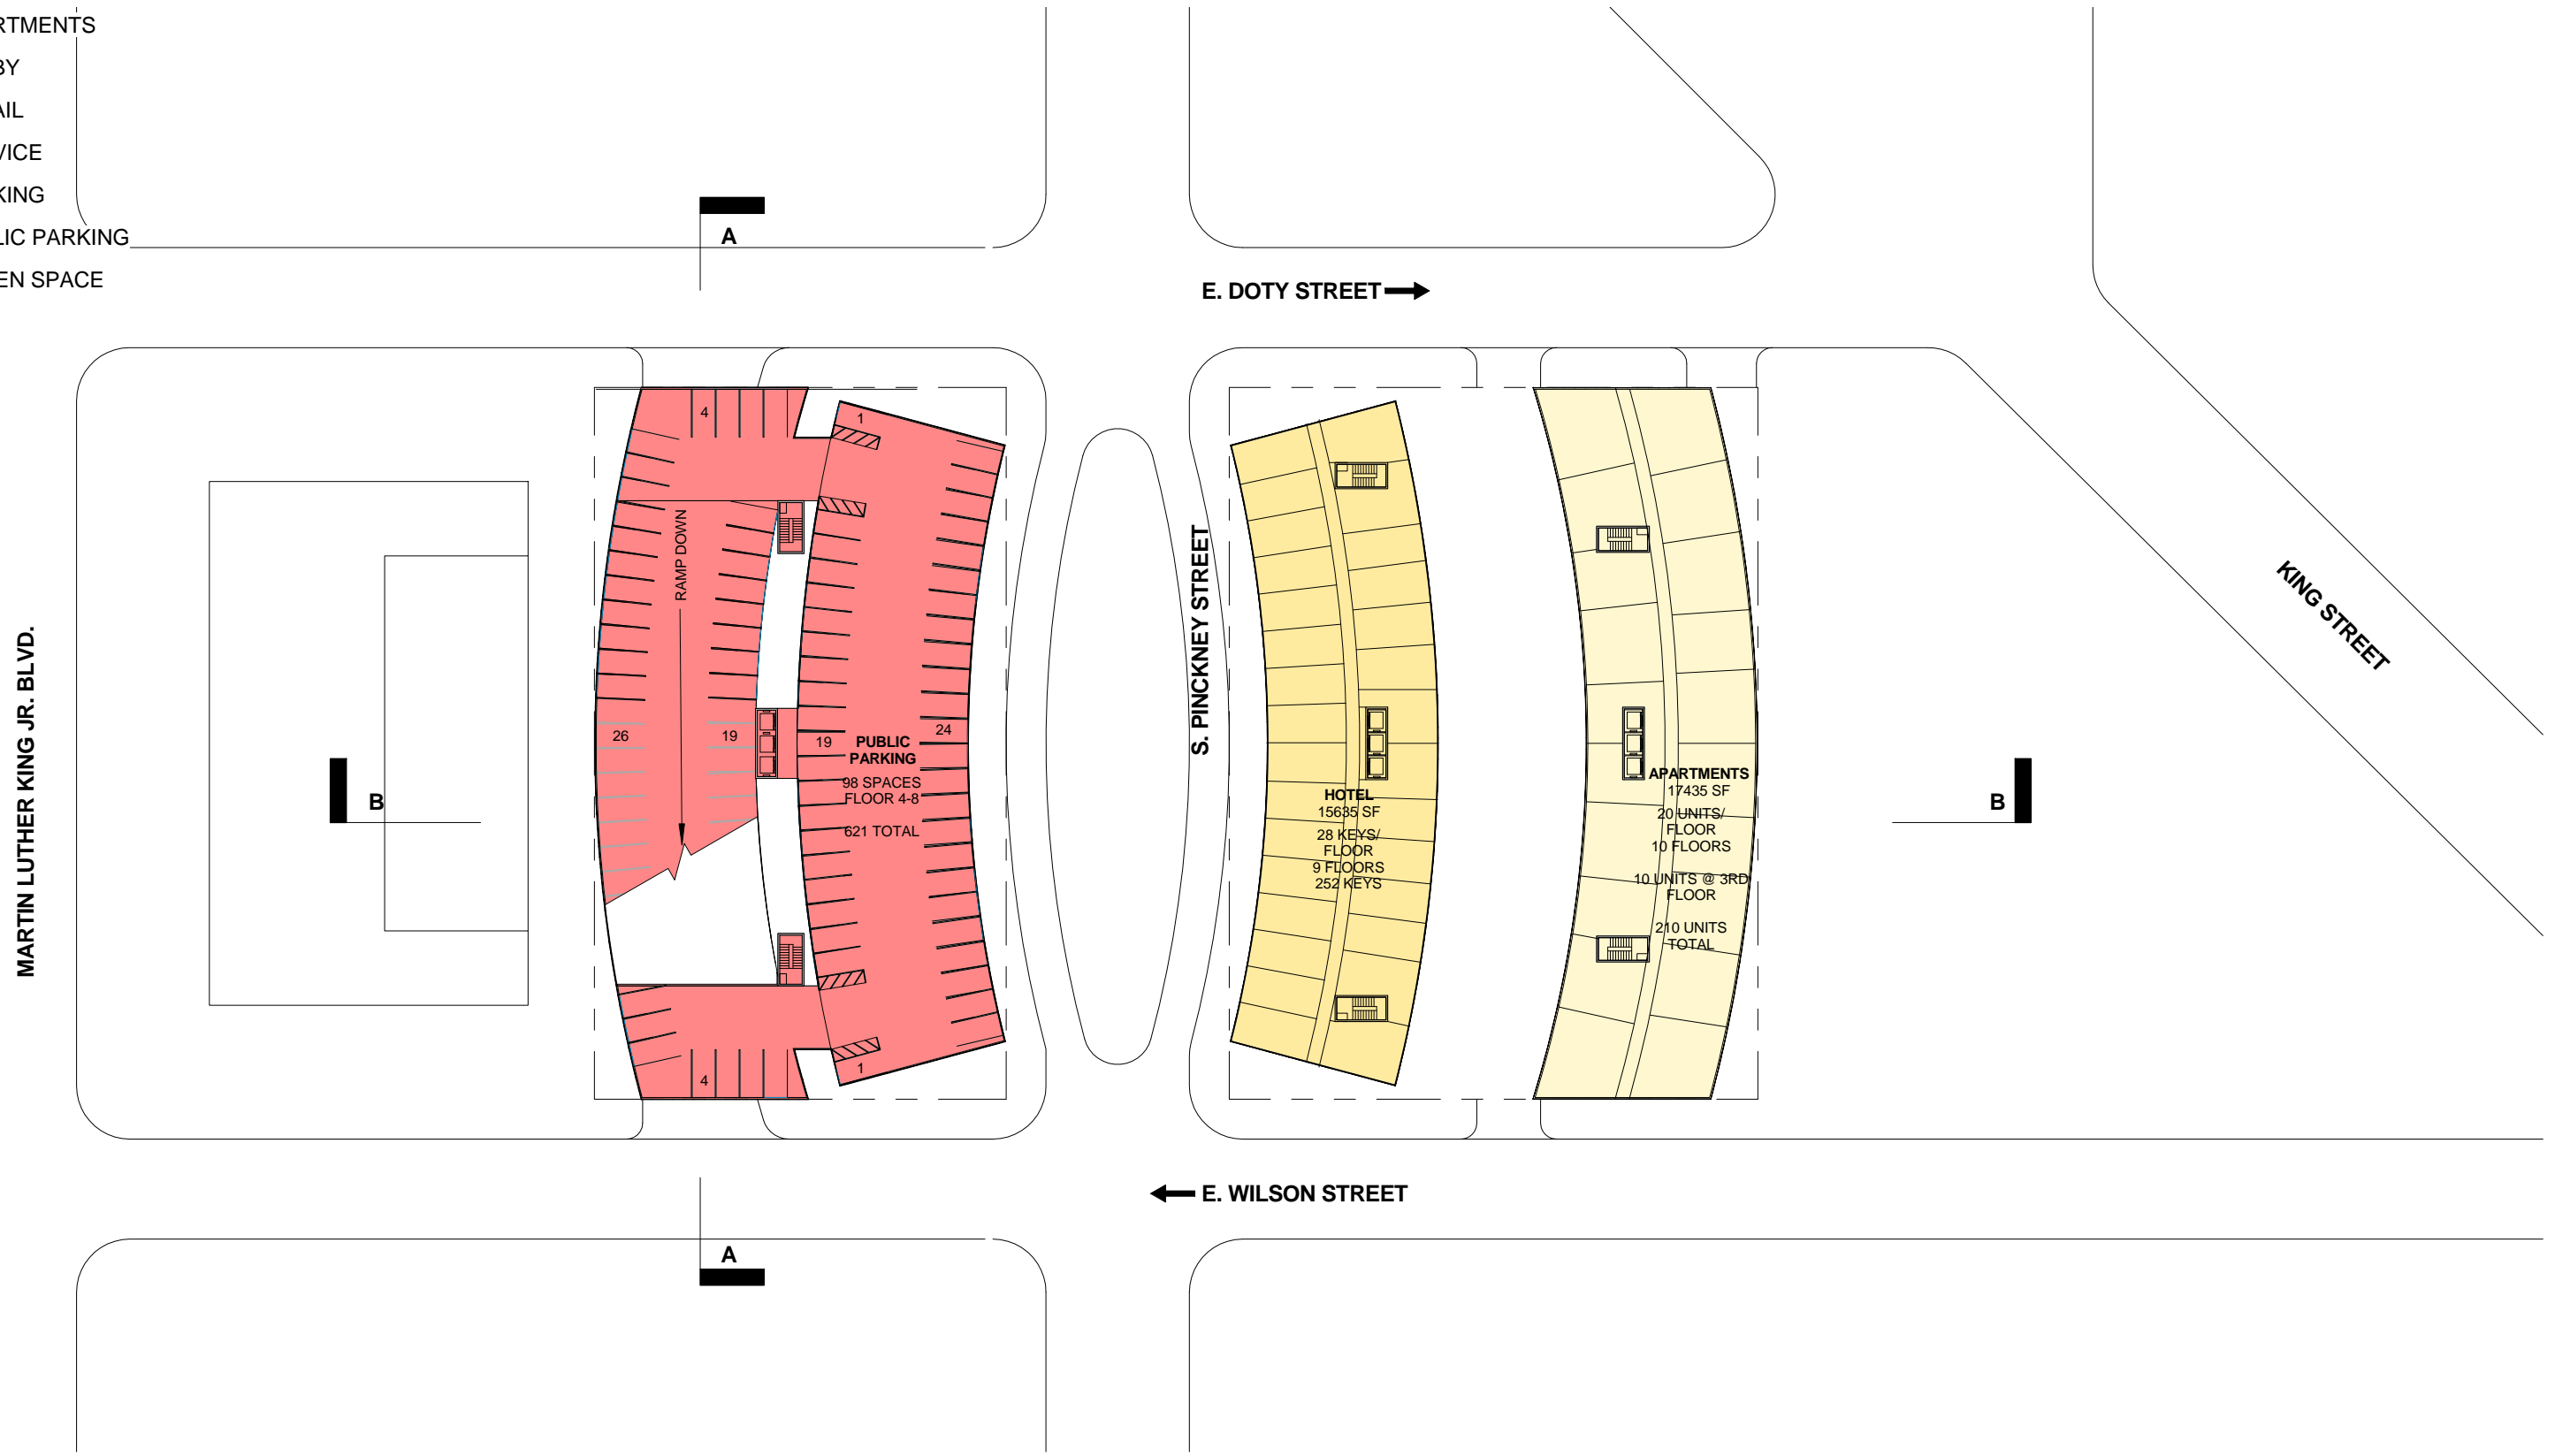 RTMENTS
BY
AIL
VICE
KING
LIC PARKING
EN SPACE
A
E. DOTY STREET
4
1
RAMP DOWN
S. PINCKNEY STREET
KING STREET
MARTIN LUTHER KING JR. BLVD.
26
19
19
24
PUBLIC
PARKING
98 SPACES
FLOOR 4-8
621 TOTAL
HOTEL
15635 SF
28 KEYS/
FLOOR
9 FLOORS
252 KEYS
APARTMENTS
17435 SF
20 UNITS/
FLOOR
10 FLOORS
10 UNITS @ 3RD
FLOOR
210 UNITS
TOTAL
B
B
4
1
E. WILSON STREET
A